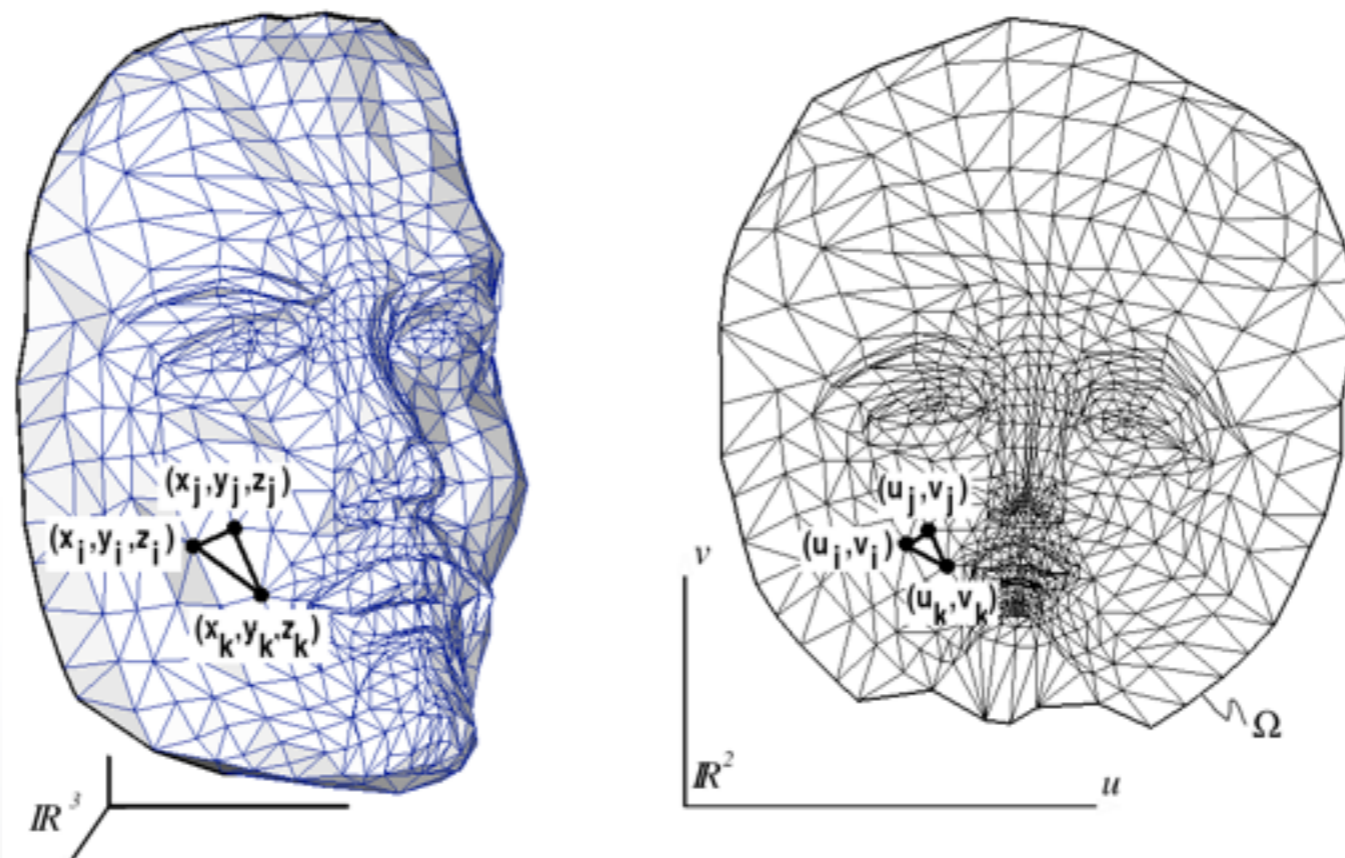 (x_j,y_j,z_j)
(x_i,y_i,z_i)
(x_k,y_k,z_k)
IR^3
(u_j,v_j)
(u_i,v_i)
(u_k,v_k)
v
Ω
IR^2
u